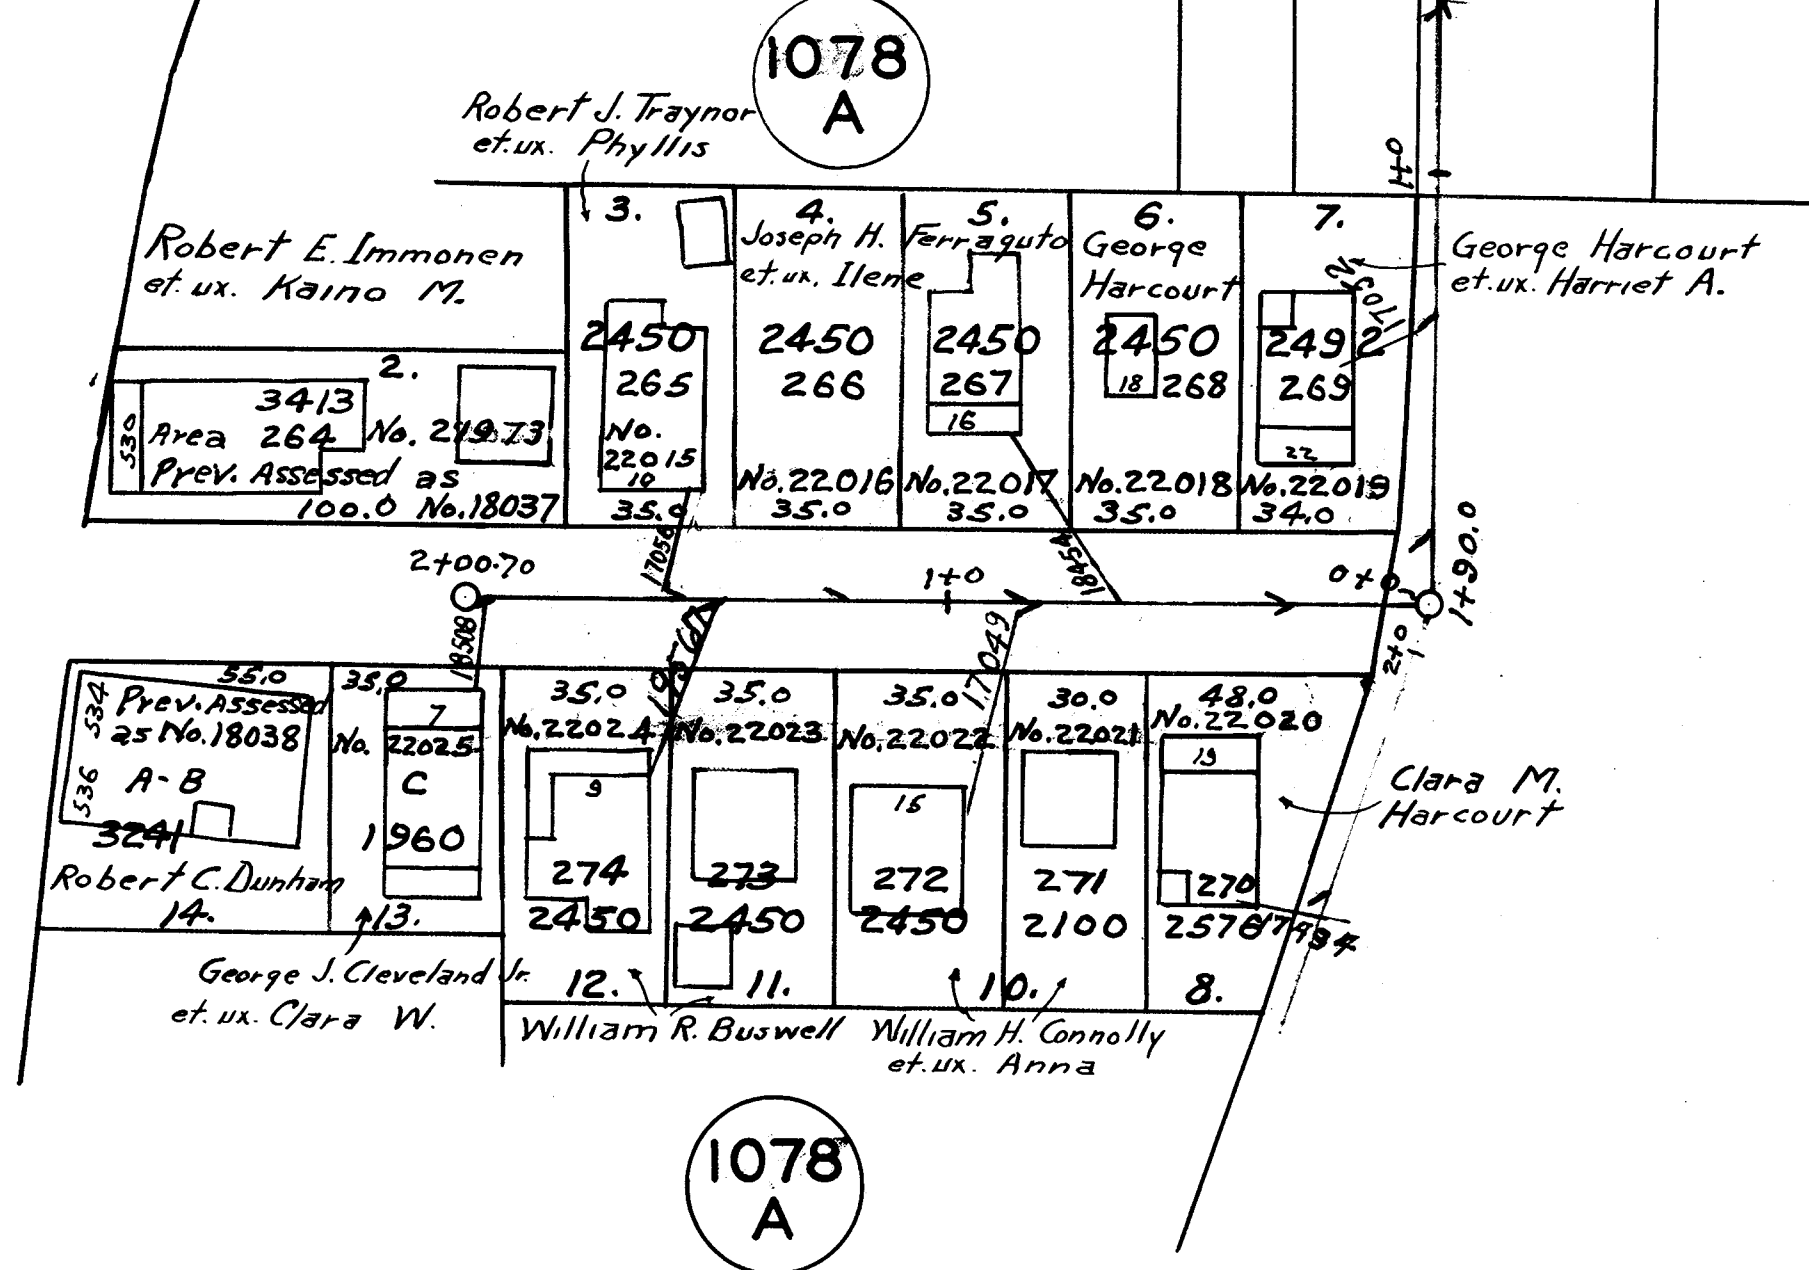 1078
A
Robert J. Traynor
et.ux. Phyllis
Robert E. Immonen
et. ux. Kaino M.
3.
2450
265
No.
22015
10
35.0
4.
Joseph H.
et.ux. Ilene
2450
266
No.22016
35.0
5.
Ferraguto
2450
267
16
No.22017
35.0
6.
George
Harcourt
2450
18 268
No.22018
35.0
7.
2492
269
22
No.22019
34.0
George Harcourt
et.ux. Harriet A.
1+0
2.
3413
Area 264 No. 21973
530
Prev. Assessed as
100.0 No.18037
2+00.70
17056
1+0
18454
0+0
1+90.0
2+0
18508
17049
55.0
534
Prev. Assessed
as No.18038
536
A-B
3241
Robert C. Dunham
14.
35.0
7
No. 22025
C
1960
13.
George J. Cleveland Jr.
et. ux. Clara W.
35.0
No.22024
9
274
2450
12.
35.0
No.22023
273
2450
11.
William R. Buswell
35.0
No.22022
15
272
2450
10.
30.0
No.22021
271
2100
William H. Connolly
et.ux. Anna
48.0
No.22020
19
270
2576
8.
Clara M.
Harcourt
1078
A